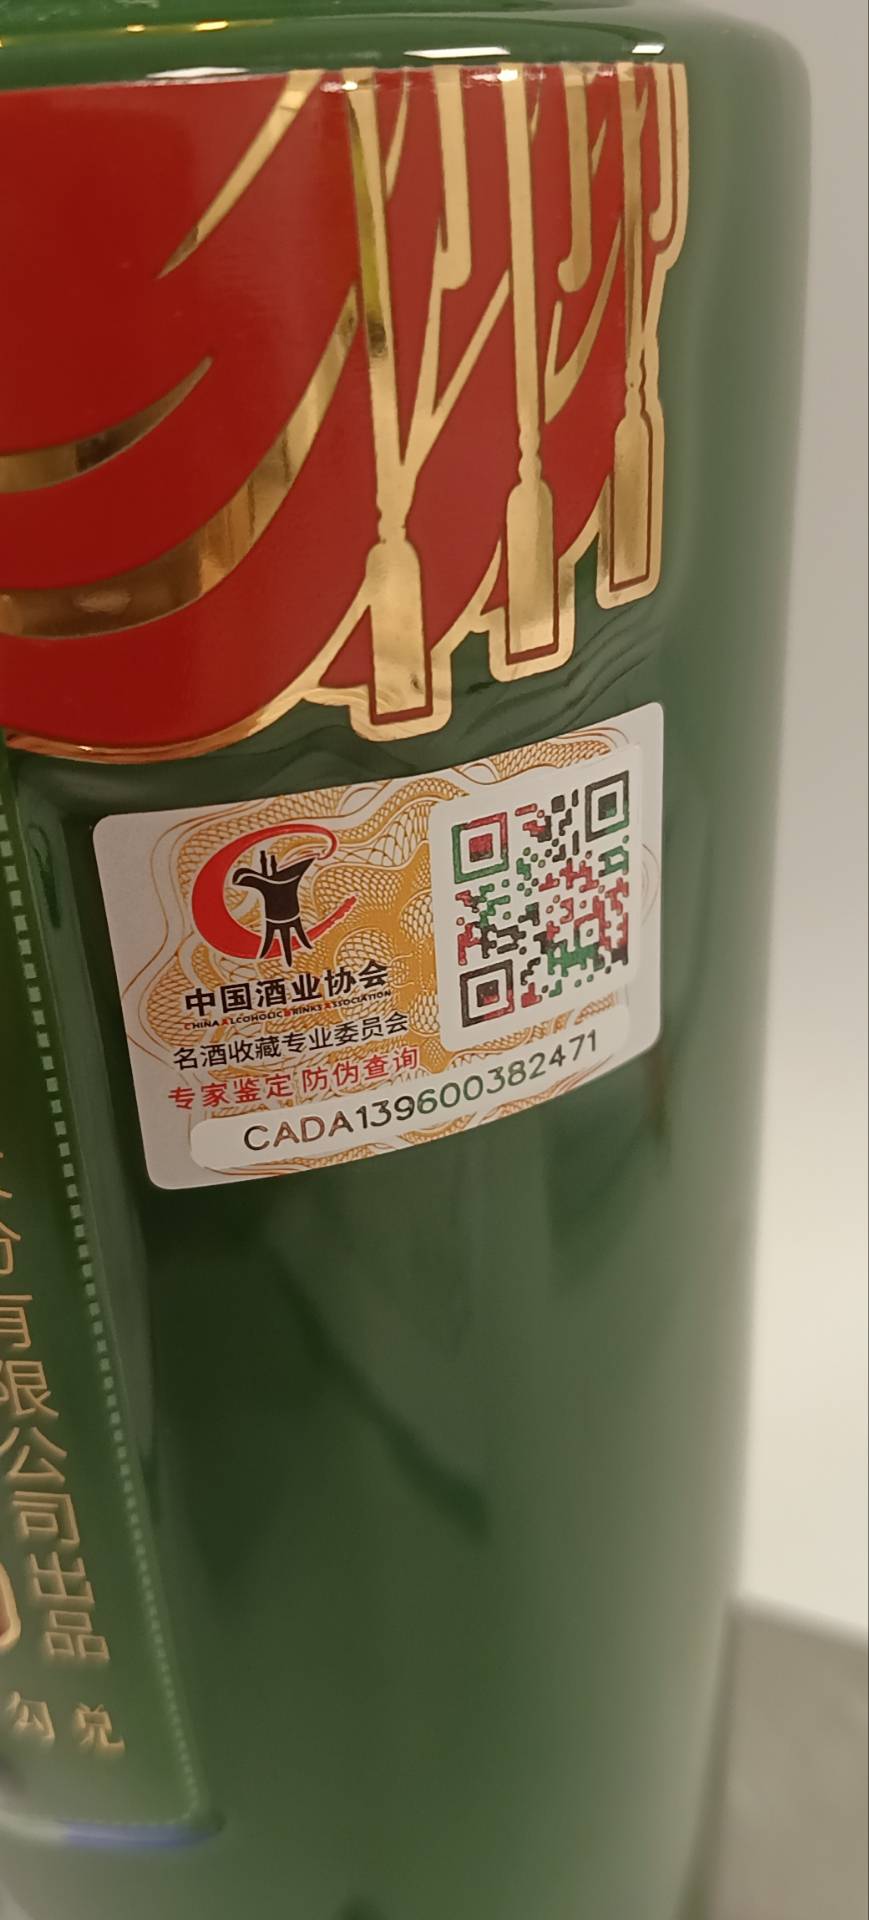 中国酒业协会
CHINA ALCOHOLIC DRINKS ASSOCIATION
名酒收藏专业委员会
专家鉴定 防伪查询
CADA139600382471
份有限公司出品
勾兑